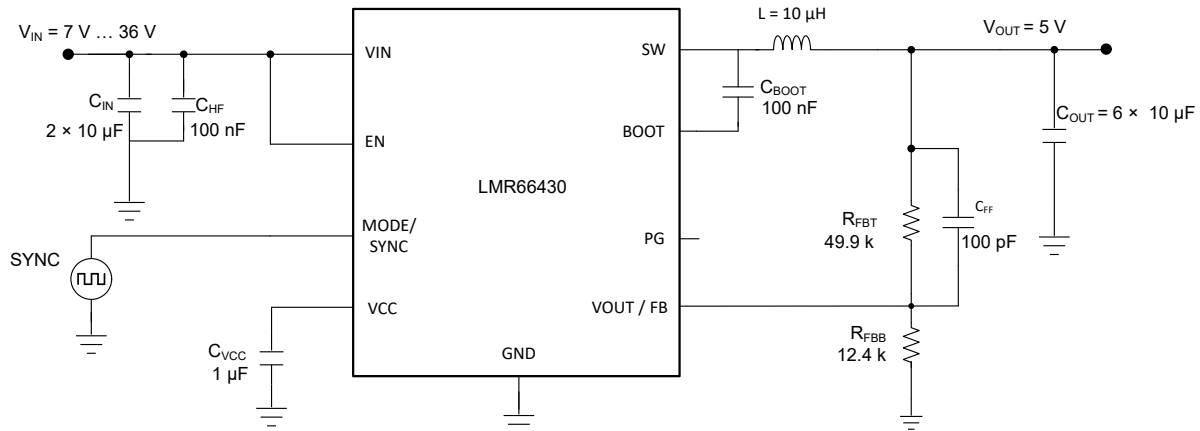 V_IN = 7 V … 36 V
C_IN
2 × 10 µF
C_HF
100 nF
VIN
EN
MODE/
SYNC
VCC
GND
LMR66430
SW
BOOT
PG
VOUT / FB
SYNC
C_VCC
1 µF
L = 10 µH
C_BOOT
100 nF
V_OUT = 5 V
C_OUT = 6 × 10 µF
R_FBT
49.9 k
C_FF
100 pF
R_FBB
12.4 k